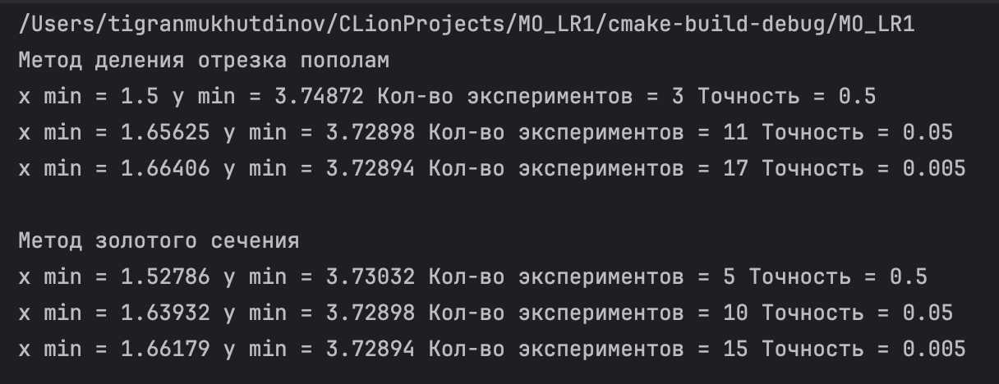 /Users/tigranmukhutdinov/CLionProjects/MO_LR1/cmake-build-debug/MO_LR1
Метод деления отрезка пополам
x min = 1.5 y min = 3.74872 Кол-во экспериментов = 3 Точность = 0.5
x min = 1.65625 y min = 3.72898 Кол-во экспериментов = 11 Точность = 0.05
x min = 1.66406 y min = 3.72894 Кол-во экспериментов = 17 Точность = 0.005
Метод золотого сечения
x min = 1.52786 y min = 3.73032 Кол-во экспериментов = 5 Точность = 0.5
x min = 1.63932 y min = 3.72898 Кол-во экспериментов = 10 Точность = 0.05
x min = 1.66179 y min = 3.72894 Кол-во экспериментов = 15 Точность = 0.005